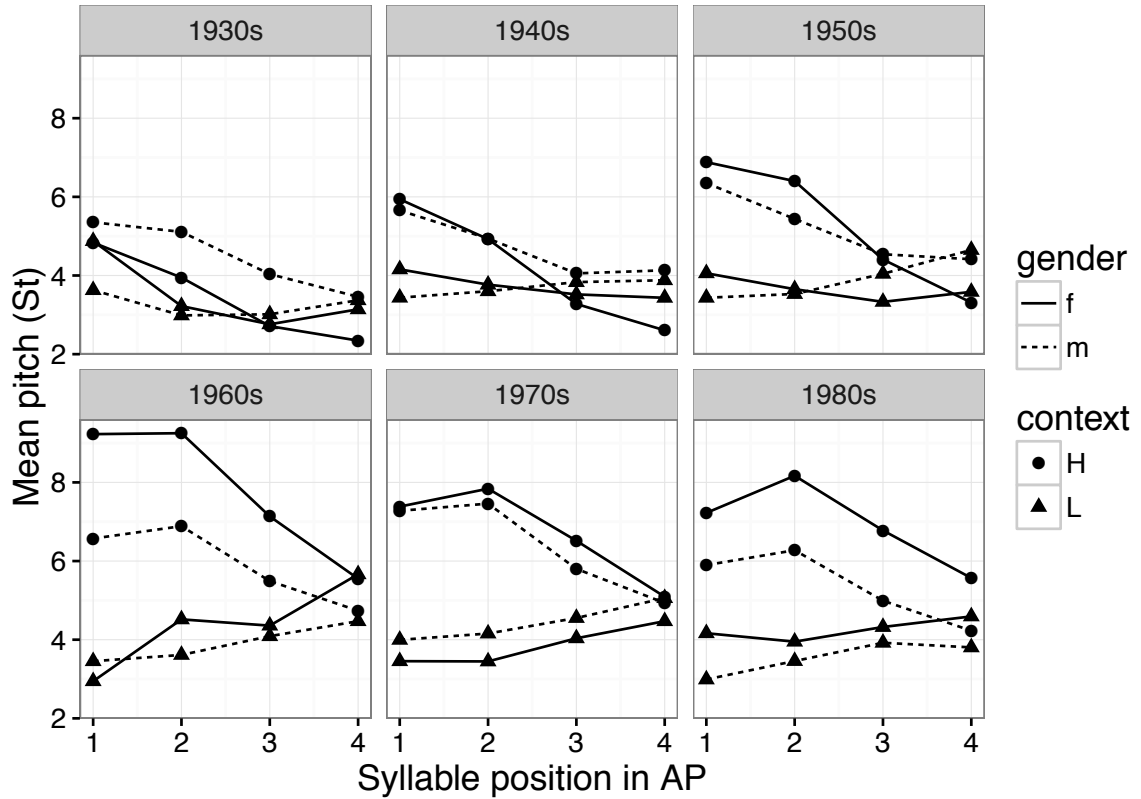 1930s 1940s 1950s
8
6
4
2
1960s 1970s 1980s
8
6
4
2
1 2 3 4 1 2 3 4 1 2 3 4
Syllable position in AP
Mean pitch (St)
gender
f
m
context
H
L